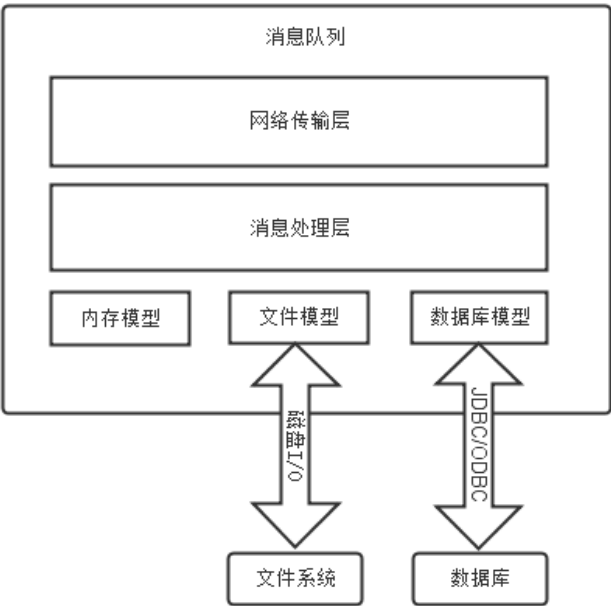 消息队列
网络传输层
消息处理层
内存模型
文件模型
数据库模型
磁盘I/O
JDBC/ODBC
文件系统
数据库